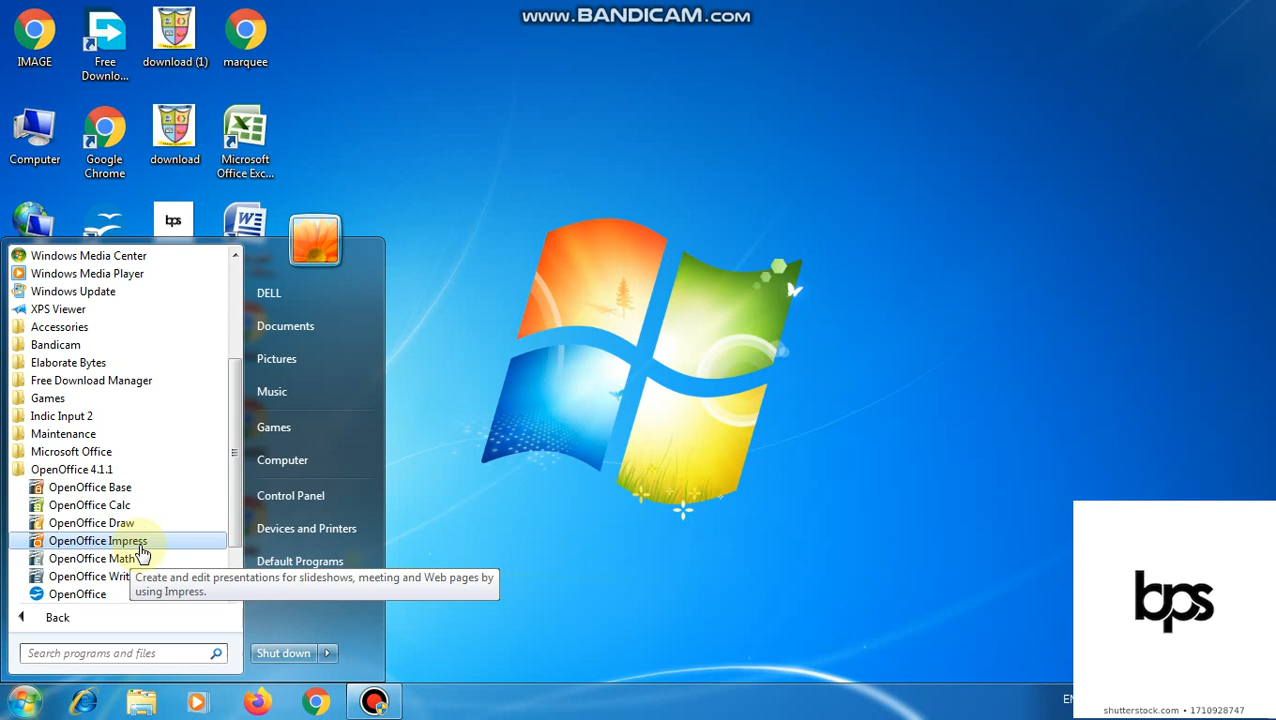 www.BANDICAM.com
IMAGE
Free
Downlo...
download (1)
marquee
Computer
Google
Chrome
download
Microsoft
Office Exc...
bps
Windows Media Center
Windows Media Player
Windows Update
XPS Viewer
Accessories
Bandicam
Elaborate Bytes
Free Download Manager
Games
Indic Input 2
Maintenance
Microsoft Office
OpenOffice 4.1.1
OpenOffice Base
OpenOffice Calc
OpenOffice Draw
OpenOffice Impress
OpenOffice Math
OpenOffice Writ
OpenOffice
Back
Search programs and files
DELL
Documents
Pictures
Music
Games
Computer
Control Panel
Devices and Printers
Default Programs
Create and edit presentations for slideshows, meeting and Web pages by
using Impress.
Shut down
EN
bps
shutterstock.com • 1710928747